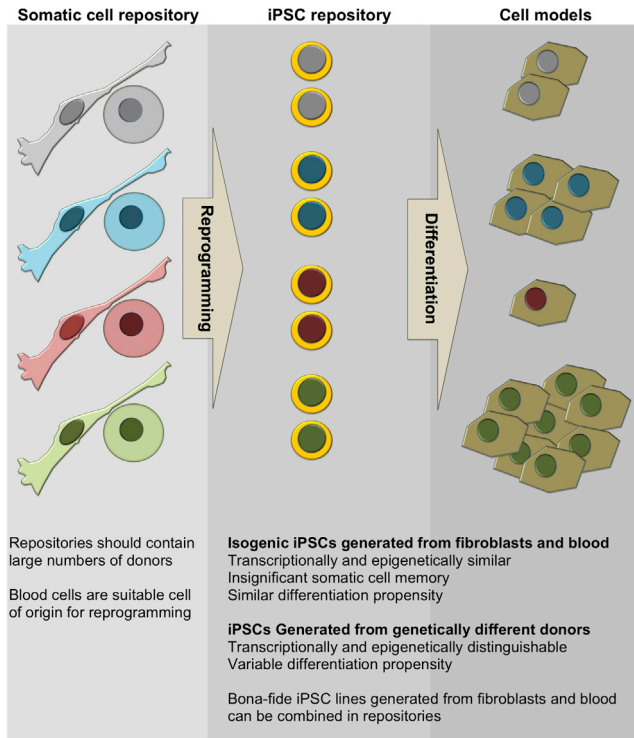 Somatic cell repository
iPSC repository
Cell models
Reprogramming
Differentiation
Repositories should contain
large numbers of donors
Blood cells are suitable cell
of origin for reprogramming
Isogenic iPSCs generated from fibroblasts and blood
Transcriptionally and epigenetically similar
Insignificant somatic cell memory
Similar differentiation propensity
iPSCs Generated from genetically different donors
Transcriptionally and epigenetically distinguishable
Variable differentiation propensity
Bona-fide iPSC lines generated from fibroblasts and blood
can be combined in repositories